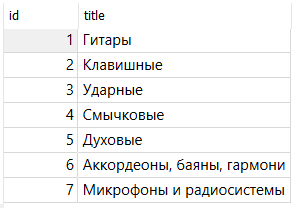 id title
1 Гитары
2 Клавишные
3 Ударные
4 Смычковые
5 Духовые
6 Аккордеоны, баяны, гармони
7 Микрофоны и радиосистемы